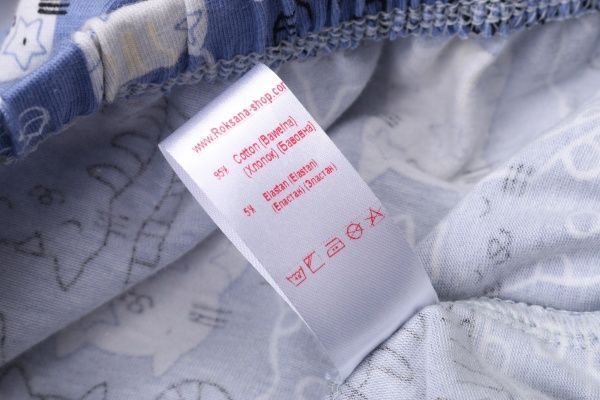 www.Roksana-shop.com
95% Cotton (Bawełna)
(Хлопок) (Бавовна)
5% Elastan (Elastan)
(Еластан) (Эластан)